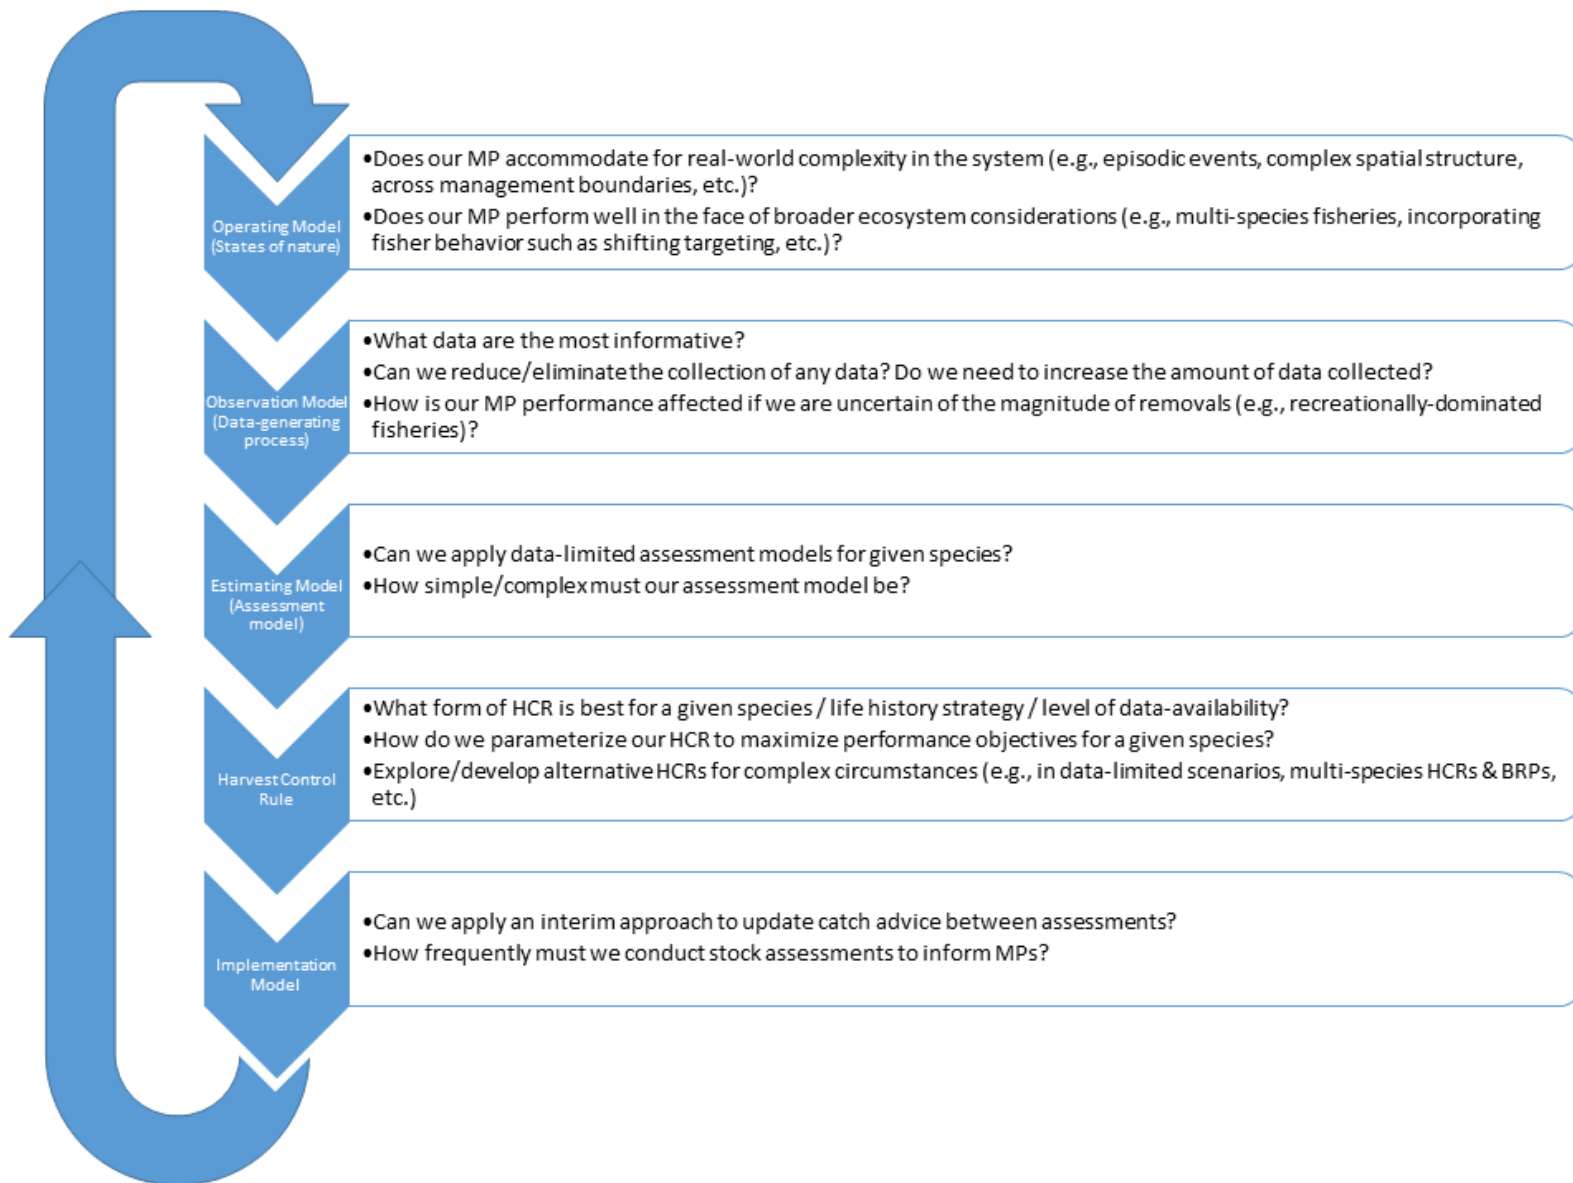 Operating Model
(States of nature)
•Does our MP accommodate for real-world complexity in the system (e.g., episodic events, complex spatial structure,
across management boundaries, etc.)?
•Does our MP perform well in the face of broader ecosystem considerations (e.g., multi-species fisheries, incorporating
fisher behavior such as shifting targeting, etc.)?
Observation Model
(Data-generating
process)
•What data are the most informative?
•Can we reduce/eliminate the collection of any data? Do we need to increase the amount of data collected?
•How is our MP performance affected if we are uncertain of the magnitude of removals (e.g., recreationally-dominated
fisheries)?
Estimating Model
(Assessment
model)
•Can we apply data-limited assessment models for given species?
•How simple/complex must our assessment model be?
Harvest Control
Rule
•What form of HCR is best for a given species / life history strategy / level of data-availability?
•How do we parameterize our HCR to maximize performance objectives for a given species?
•Explore/develop alternative HCRs for complex circumstances (e.g., in data-limited scenarios, multi-species HCRs & BRPs,
etc.)
Implementation
Model
•Can we apply an interim approach to update catch advice between assessments?
•How frequently must we conduct stock assessments to inform MPs?